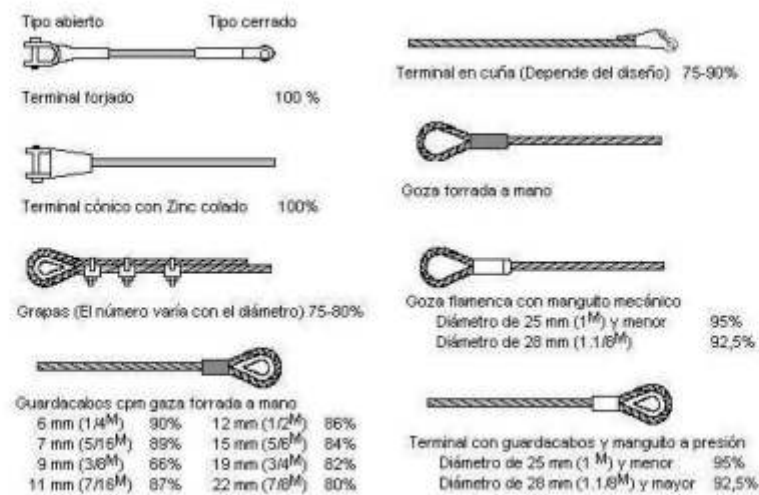 Tipo abierto Tipo cerrado
Terminal forjado 100 %
Terminal cónico con Zinc colado 100%
Grapas (El número varía con el diámetro) 75-80%
Guardacabos cpm gaza forrada a mano
6 mm (1/4M) 90% 12 mm (1/2M) 86%
7 mm (5/16M) 89% 15 mm (5/6M) 84%
9 mm (3/8M) 66% 19 mm (3/4M) 82%
11 mm (7/16M) 87% 22 mm (7/8M) 80%
Terminal en cuña (Depende del diseño) 75-90%
Goza forrada a mano
Goza flamenca con manguito mecánico
Diámetro de 25 mm (1M) y menor 95%
Diámetro de 28 mm (1.1/8M) 92,5%
Terminal con guardacabos y manguito a presión
Diámetro de 25 mm (1 M) y menor 95%
Diámetro de 28 mm (1.1/8M) y mayor 92,5%